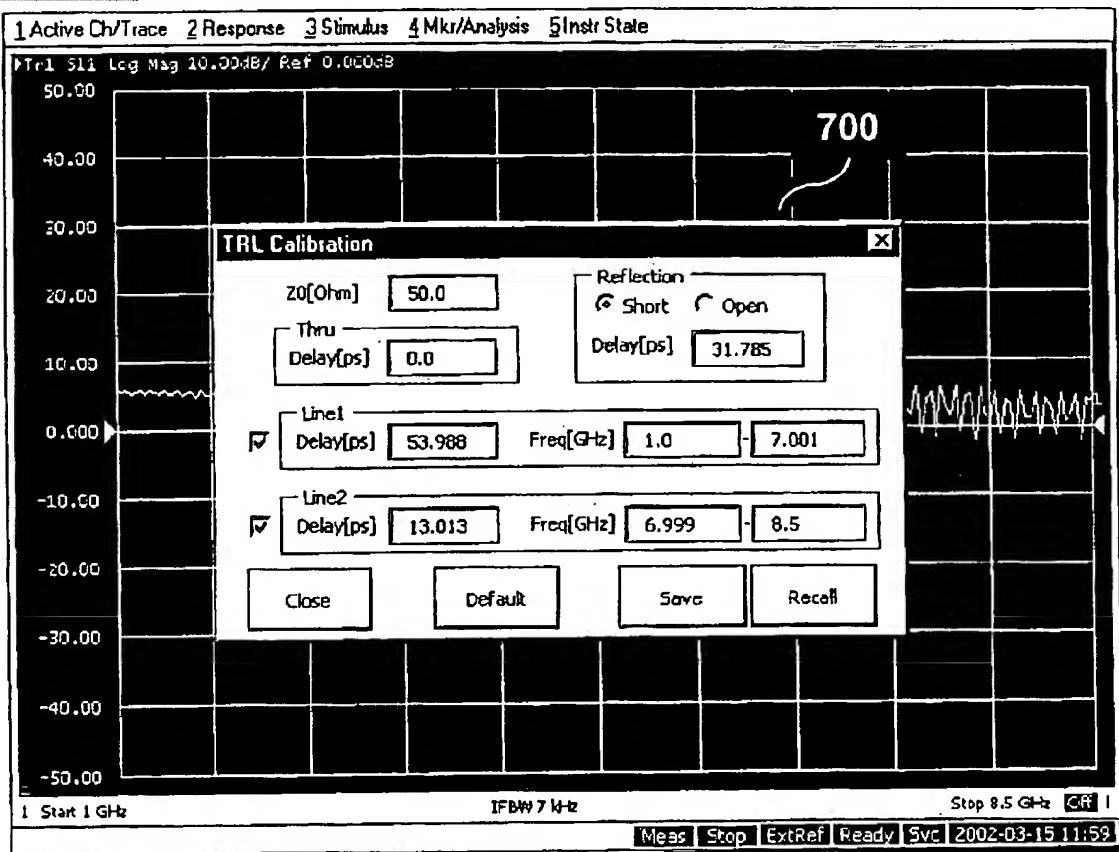 1 Active Ch/Trace 2 Response 3 Stimulus 4 Mkr/Analysis 5 Instr State
Tr1 S11 Log Mag 10.00dB/ Ref 0.000dB
50.00
700
40.00
30.00
TRL Calibration
Reflection
Z0[Ohm] 50.0
Short Open
20.00
Thru
Delay[ps] 0.0
Delay[ps] 31.785
10.00
Line1
0.000
Delay[ps] 53.988 Freq[GHz] 1.0 - 7.001
Line2
-10.00
Delay[ps] 13.013 Freq[GHz] 6.999 - 8.5
-20.00
Close Default Save Recall
-30.00
-40.00
-50.00
1 Start 1 GHz IFBW 7 kHz Stop 8.5 GHz Off
Meas Stop ExtRef Ready Svc 2002-03-15 11:59